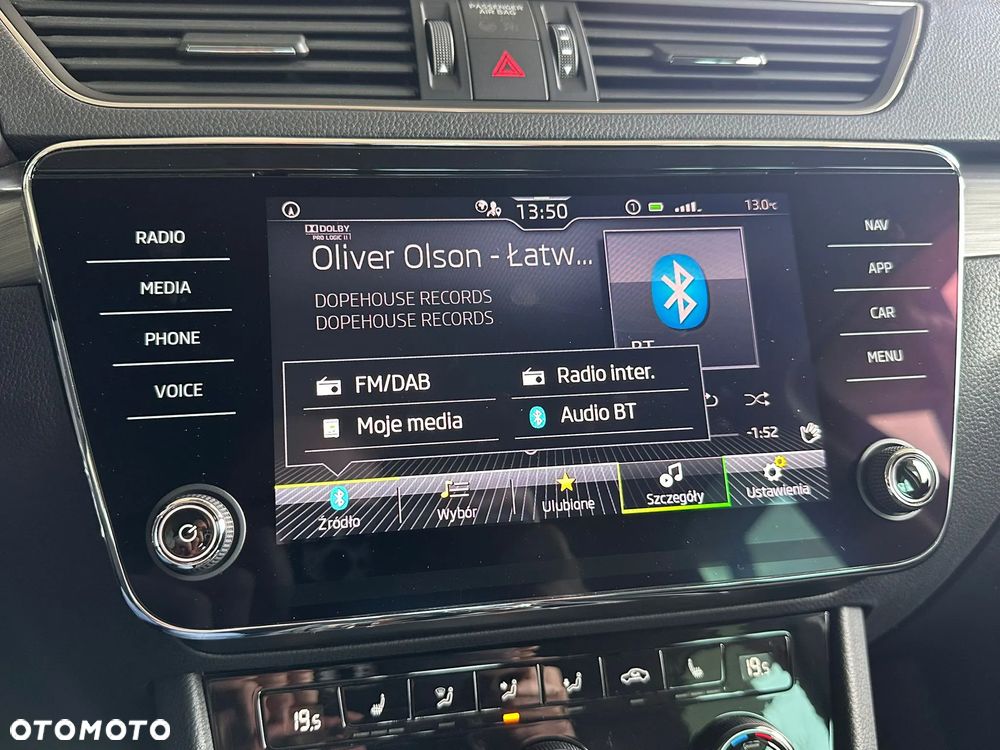 PASSENGER
AIR BAG
RADIO
MEDIA
PHONE
VOICE
13:50
1
13.0°C
DOLBY
PRO LOGIC II
Oliver Olson - Łatw...
DOPEHOUSE RECORDS
DOPEHOUSE RECORDS
BT
FM/DAB
Radio inter.
Moje media
Audio BT
-1:52
Źródło
Wybór
Ulubione
Szczegóły
Ustawienia
NAV
APP
CAR
MENU
19.5
19.5
OTOMOTO